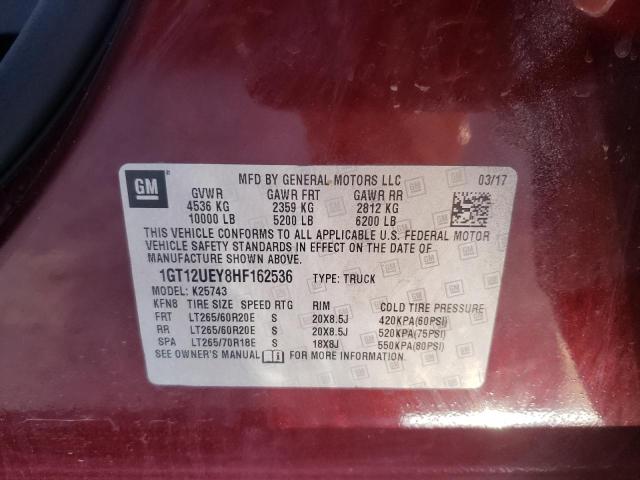 GM
MFD BY GENERAL MOTORS LLC 03/17
GVWR GAWR FRT GAWR RR
4536 KG 2359 KG 2812 KG
10000 LB 5200 LB 6200 LB
THIS VEHICLE CONFORMS TO ALL APPLICABLE U.S. FEDERAL MOTOR
VEHICLE SAFETY STANDARDS IN EFFECT ON THE DATE OF
MANUFACTURE SHOWN ABOVE.
1GT12UEY8HF162536 TYPE: TRUCK
MODEL: K25743
KFN8 TIRE SIZE SPEED RTG RIM COLD TIRE PRESSURE
FRT LT265/60R20E S 20X8.5J 420KPA(60PSI)
RR LT265/60R20E S 20X8.5J 520KPA(75PSI)
SPA LT265/70R18E S 18X8J 550KPA(80PSI)
SEE OWNER'S MANUAL FOR MORE INFORMATION